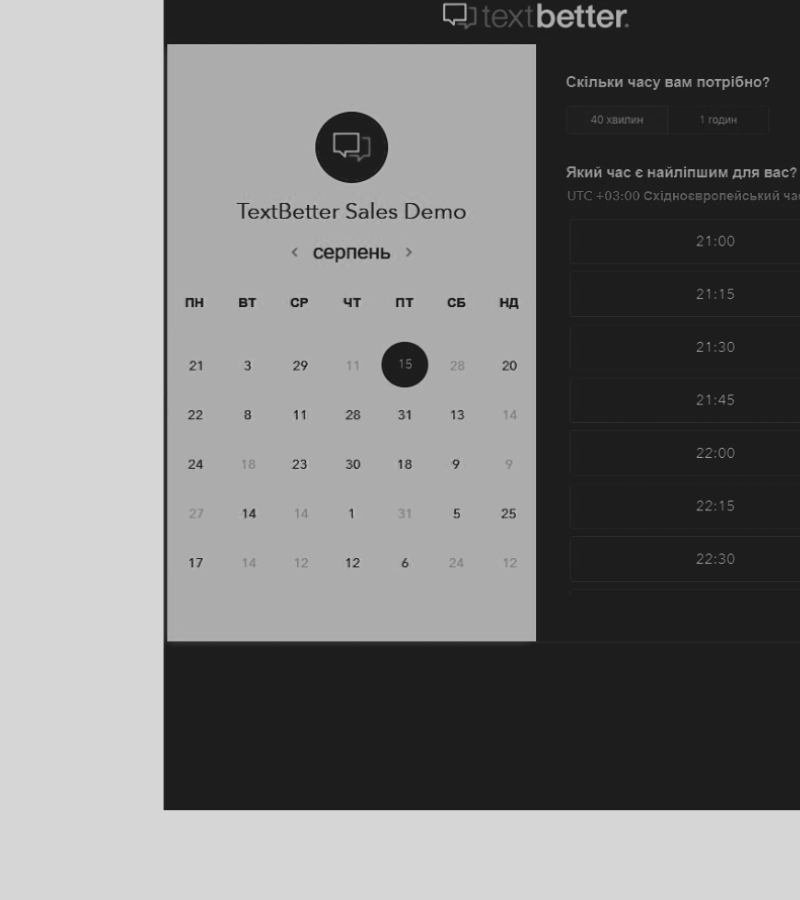 textbetter.
TextBetter Sales Demo
< серпень >
ПН ВТ СР ЧТ ПТ СБ НД
21 3 29 11 15 28 20
22 8 11 28 31 13 14
24 18 23 30 18 9 9
27 14 14 1 31 5 25
17 14 12 12 6 24 12
Скільки часу вам потрібно?
40 хвилин 1 годин
Який час є найліпшим для вас?
UTC +03:00 Східноєвропейський
21:00
21:15
21:30
21:45
22:00
22:15
22:30